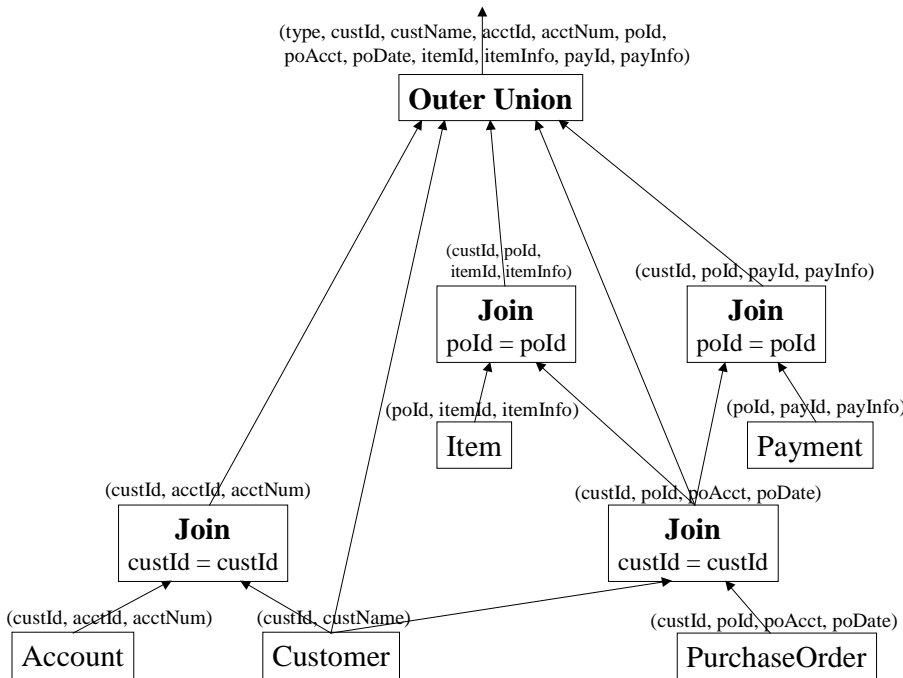 (type, custId, custName, acctId, acctNum, poId,
poAcct, poDate, itemId, itemInfo, payId, payInfo)
Outer Union
(custId, poId,
itemId, itemInfo)
(custId, poId, payId, payInfo)
Join
poId = poId
Join
poId = poId
(poId, itemId, itemInfo)
(poId, payId, payInfo)
Item
Payment
(custId, acctId, acctNum)
(custId, poId, poAcct, poDate)
Join
custId = custId
Join
custId = custId
(custId, acctId, acctNum)
(custId, custName)
(custId, poId, poAcct, poDate)
Account
Customer
PurchaseOrder